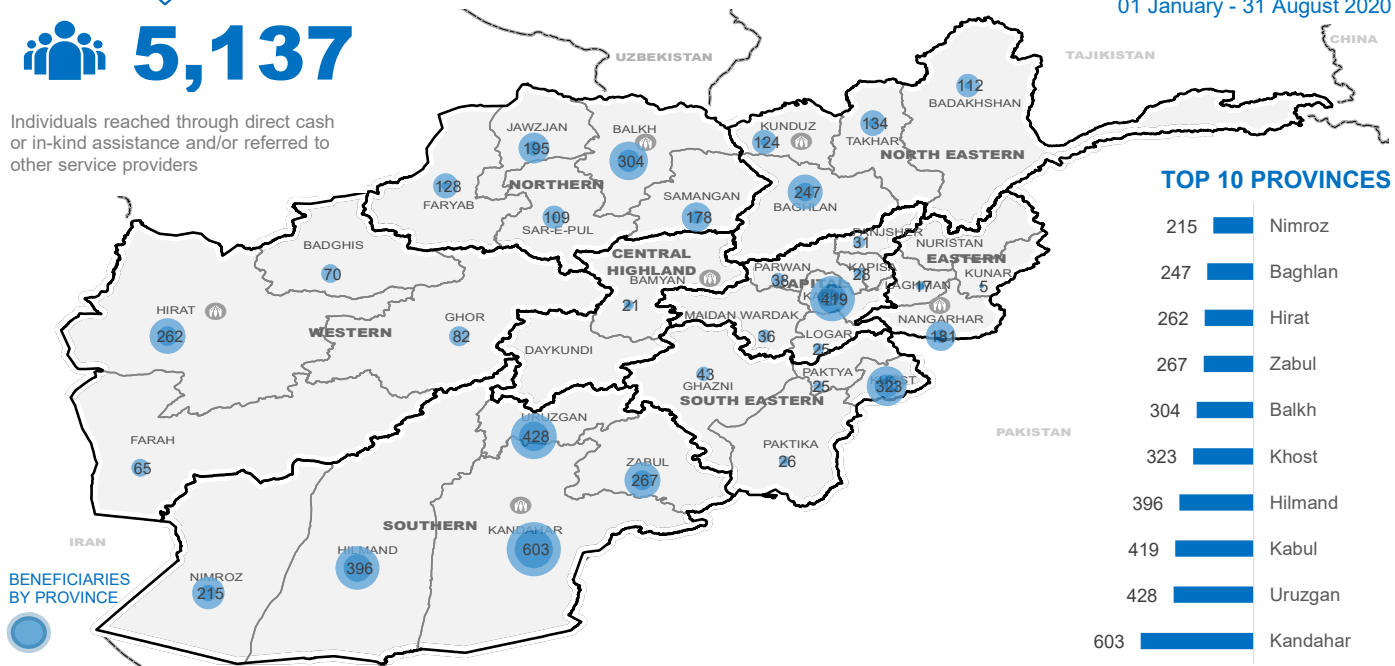 01 January - 31 August 2020
5,137
Individuals reached through direct cash
or in-kind assistance and/or referred to
other service providers
UZBEKISTAN
TAJIKISTAN
CHINA
JAWZJAN
195
BALKH
304
KUNDUZ
124
134
TAKHAR
112
BADAKHSHAN
NORTH EASTERN
128
FARYAB
NORTHERN
109
SAR-E-PUL
SAMANGAN
178
247
BAGHLAN
BADGHIS
70
CENTRAL
HIGHLAND
BAMYAN
21
PANJSHER
31
NURISTAN
EASTERN
KUNAR
5
PARWAN
38
KAPISA
28
CAPITAL
419
LAGHMAN
17
NANGARHAR
181
HIRAT
262
WESTERN
GHOR
82
DAYKUNDI
MAIDAN WARDAK
36
LOGAR
25
43
GHAZNI
PAKTYA
25
KHOST
323
SOUTH EASTERN
PAKTIKA
26
PAKISTAN
FARAH
65
URUZGAN
428
ZABUL
267
SOUTHERN
KANDAHAR
603
HILMAND
396
NIMROZ
215
IRAN
BENEFICIARIES
BY PROVINCE
TOP 10 PROVINCES
215 Nimroz
247 Baghlan
262 Hirat
267 Zabul
304 Balkh
323 Khost
396 Hilmand
419 Kabul
428 Uruzgan
603 Kandahar